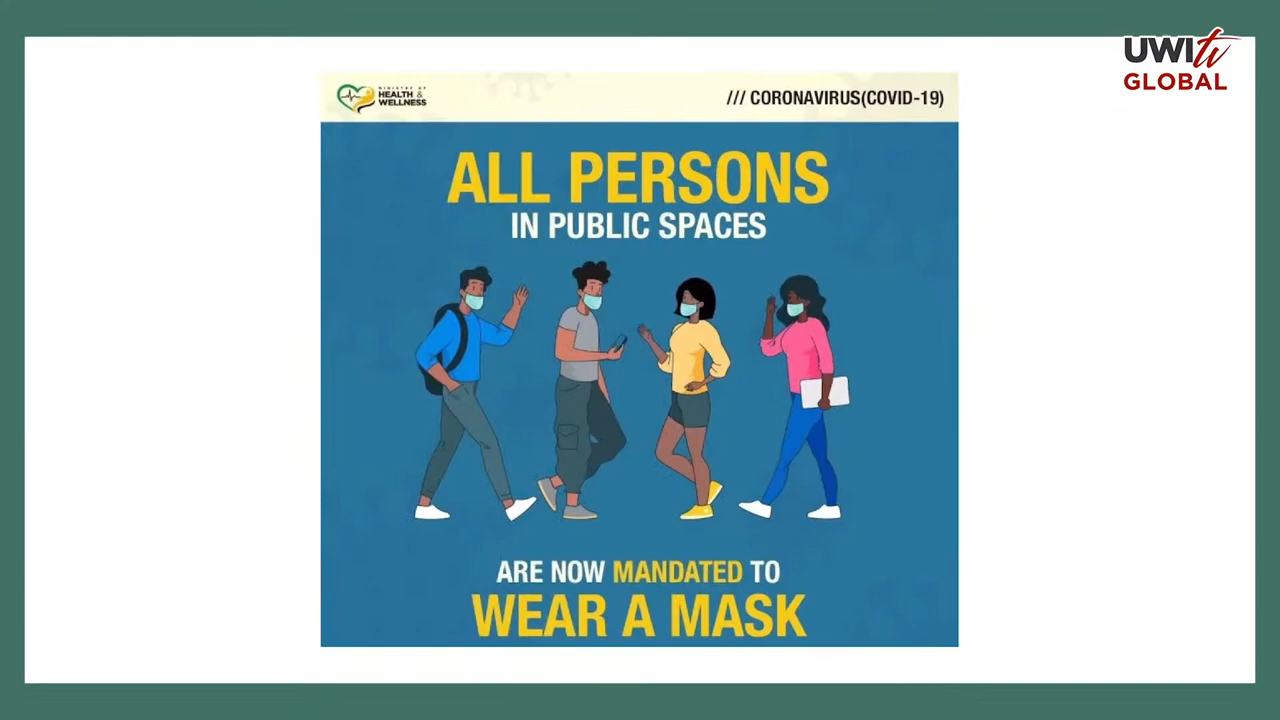 UWI tv
GLOBAL
MINISTRY OF
HEALTH &
WELLNESS
/// CORONAVIRUS(COVID-19)
ALL PERSONS
IN PUBLIC SPACES
ARE NOW MANDATED TO
WEAR A MASK